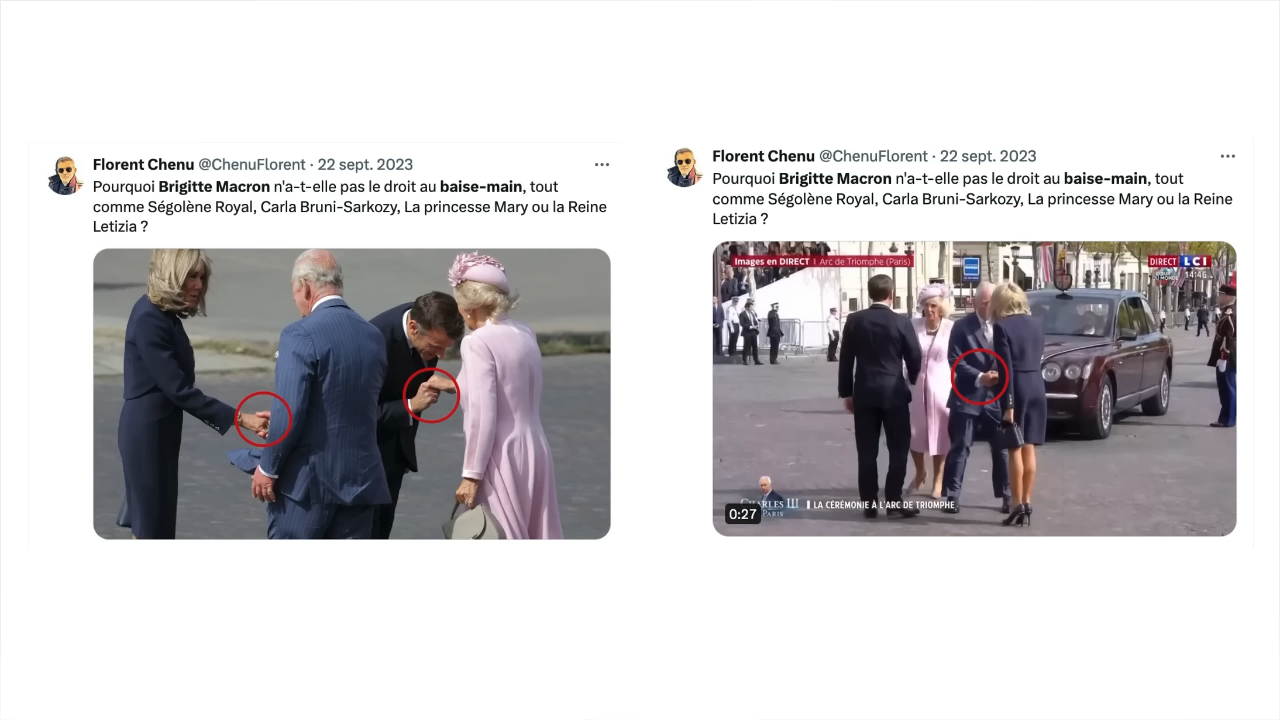 Florent Chenu @ChenuFlorent · 22 sept. 2023
Pourquoi Brigitte Macron n'a-t-elle pas le droit au baise-main, tout
comme Ségolène Royal, Carla Bruni-Sarkozy, La princesse Mary ou la Reine
Letizia ?
Florent Chenu @ChenuFlorent · 22 sept. 2023
Pourquoi Brigitte Macron n'a-t-elle pas le droit au baise-main, tout
comme Ségolène Royal, Carla Bruni-Sarkozy, La princesse Mary ou la Reine
Letizia ?
Images en DIRECT | Arc de Triomphe (Paris)
DIRECT LCI
14:46
CHARLES III
PARIS
LA CÉRÉMONIE À L'ARC DE TRIOMPHE
0:27